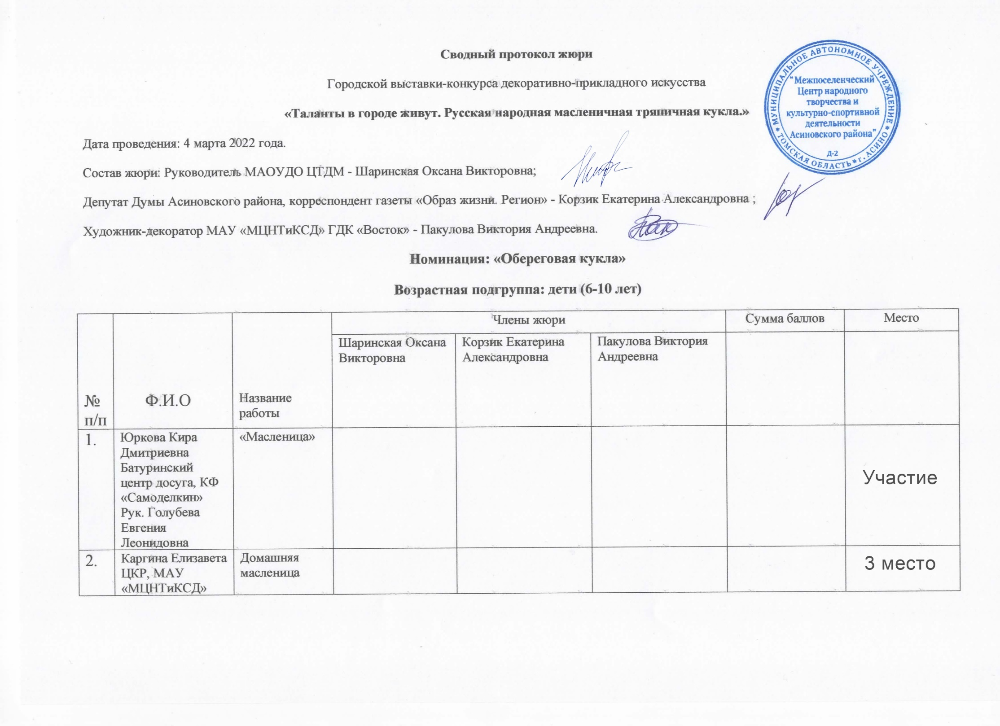 Сводный протокол жюри
Городской выставки-конкурса декоративно-прикладного искусства
«Таланты в городе живут. Русская народная масленичная тряпичная кукла.»
МУНИЦИПАЛЬНОЕ АВТОНОМНОЕ УЧРЕЖДЕНИЕ
* ТОМСКАЯ ОБЛАСТЬ * г. АСИНО *
"Межпоселенческий
Центр народного
творчества и
культурно-спортивной
деятельности
Асиновского района"
Д-2
Дата проведения: 4 марта 2022 года.
Состав жюри: Руководитель МАОУДО ЦТДМ - Шаринская Оксана Викторовна;
Депутат Думы Асиновского района, корреспондент газеты «Образ жизни. Регион» - Корзик Екатерина Александровна ;
Художник-декоратор МАУ «МЦНТиКСД» ГДК «Восток» - Пакулова Виктория Андреевна.
Номинация: «Обереговая кукла»
Возрастная подгруппа: дети (6-10 лет)
№
п/п
Ф.И.О
Название
работы
Члены жюри
Сумма баллов
Место
Шаринская Оксана
Викторовна
Корзик Екатерина
Александровна
Пакулова Виктория
Андреевна
1.
Юркова Кира
Дмитриевна
Батуринский
центр досуга, КФ
«Самоделкин»
Рук. Голубева
Евгения
Леонидовна
«Масленица»
Участие
2.
Каргина Елизавета
ЦКР, МАУ
«МЦНТиКСД»
Домашняя
масленица
3 место